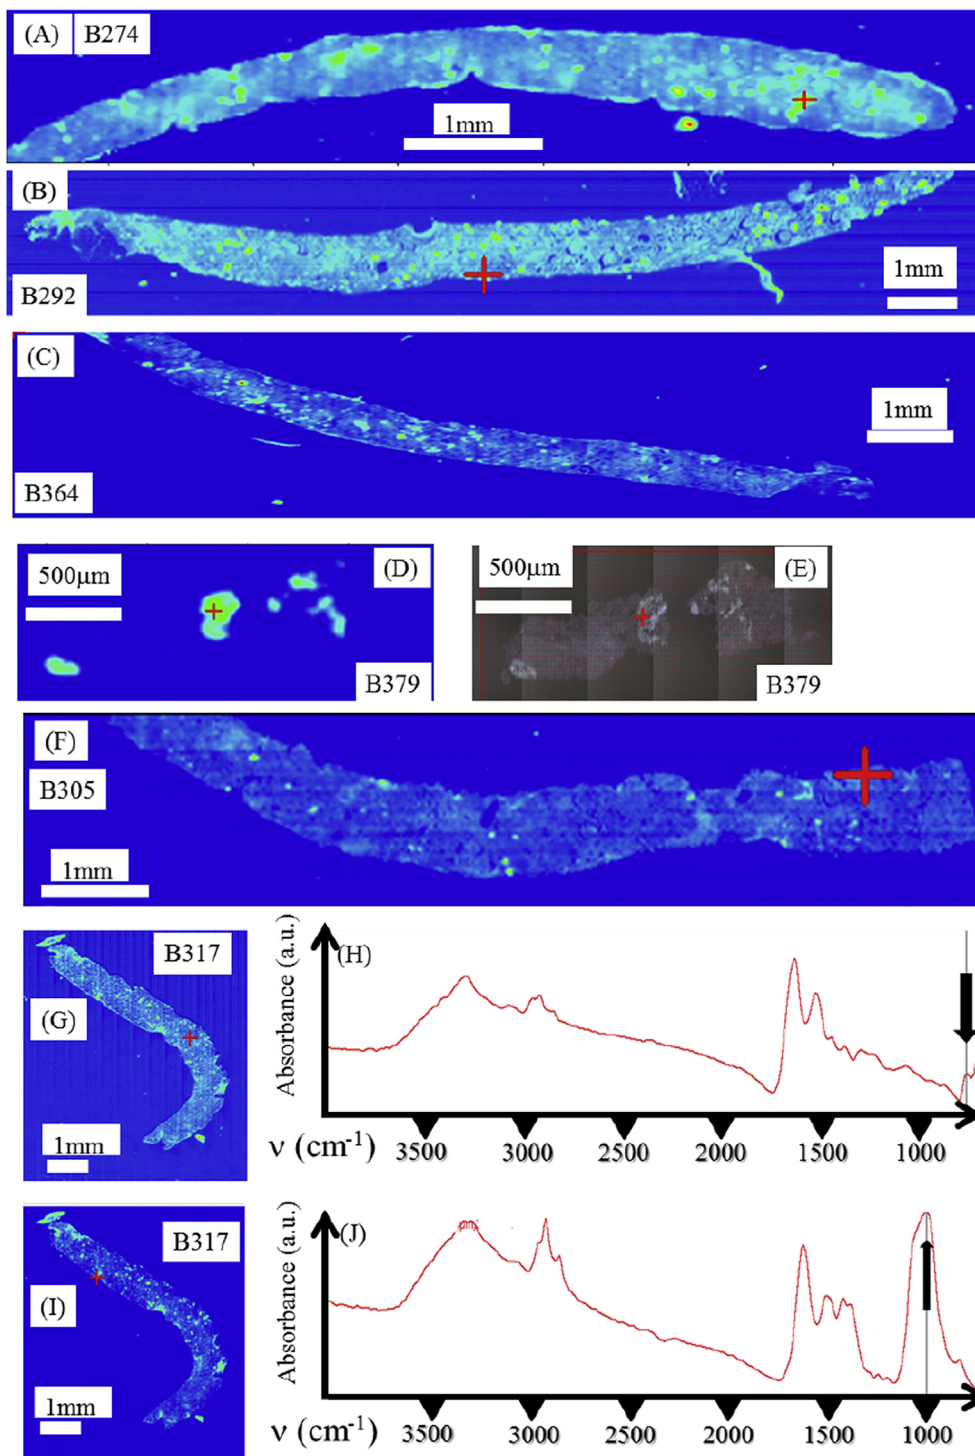 (A) B274
1mm
(B)
B292
1mm
(C)
B364
1mm
500μm
(D)
B379
500μm
(E)
B379
(F)
B305
1mm
B317
(G)
1mm
Absorbance (a.u.)
(H)
ν (cm-1)
3500 3000 2500 2000 1500 1000
B317
(I)
1mm
Absorbance (a.u.)
(J)
ν (cm-1)
3500 3000 2500 2000 1500 1000